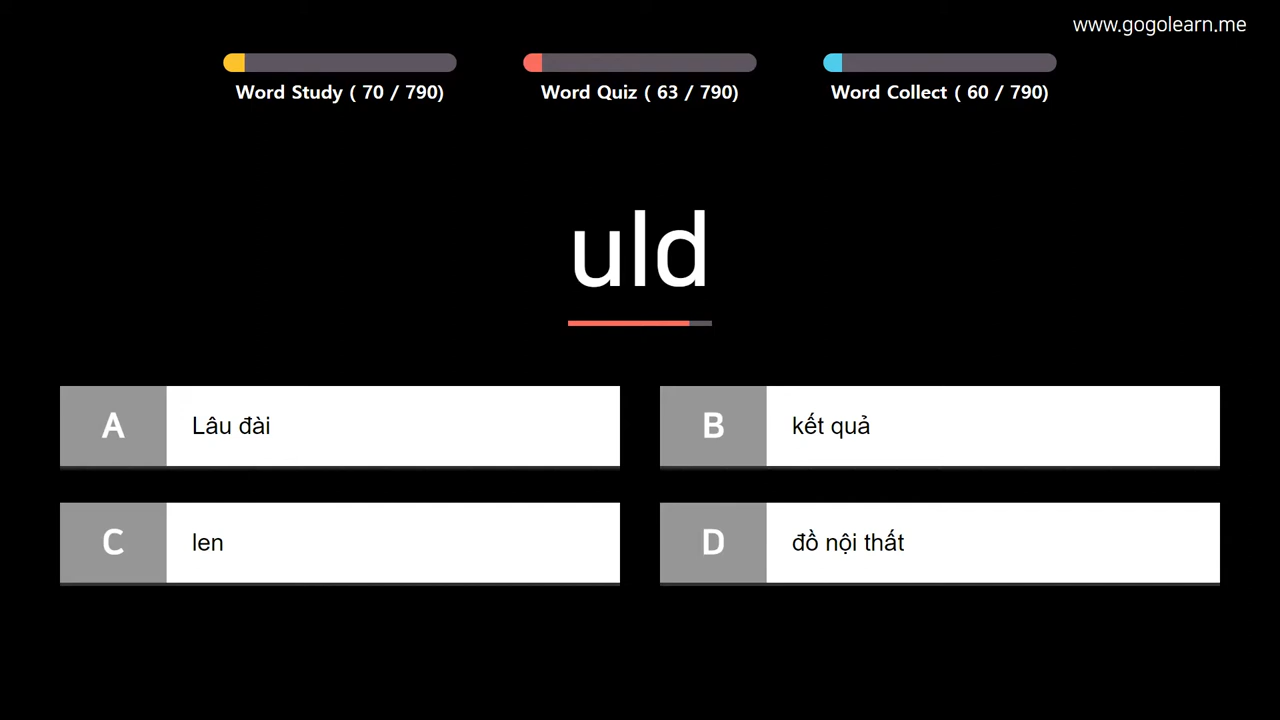 www.gogolearn.me
Word Study ( 70 / 790)
Word Quiz ( 63 / 790)
Word Collect ( 60 / 790)
uld
A Lâu đài
B kết quả
C len
D đồ nội thất